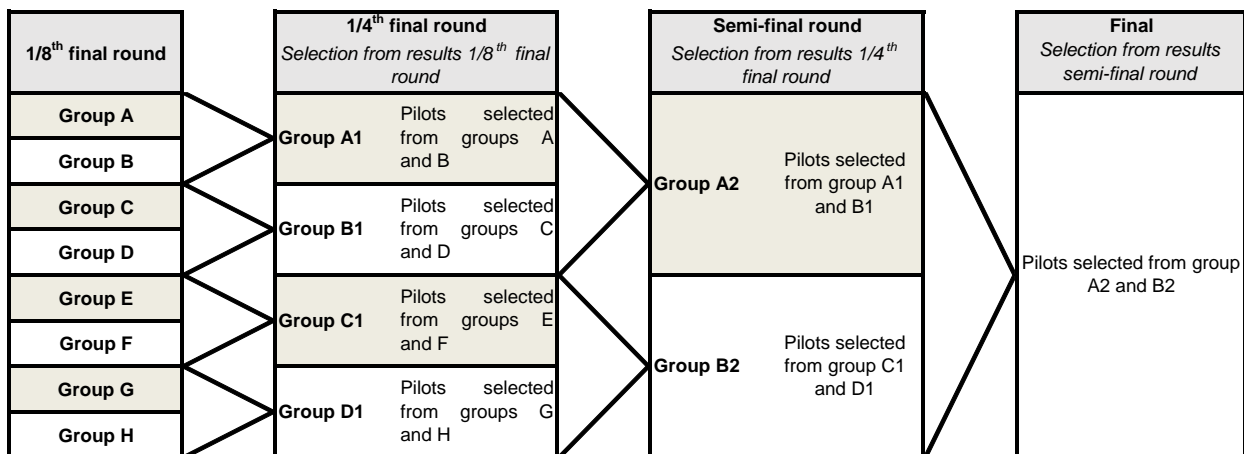 1/8th final round
Group A
Group B
Group C
Group D
Group E
Group F
Group G
Group H
1/4th final round
Selection from results 1/8th final
round
Group A1
Pilots selected
from groups A
and B
Group B1
Pilots selected
from groups C
and D
Group C1
Pilots selected
from groups E
and F
Group D1
Pilots selected
from groups G
and H
Semi-final round
Selection from results 1/4th
final round
Group A2
Pilots selected
from group A1
and B1
Group B2
Pilots selected
from group C1
and D1
Final
Selection from results
semi-final round
Pilots selected from group
A2 and B2